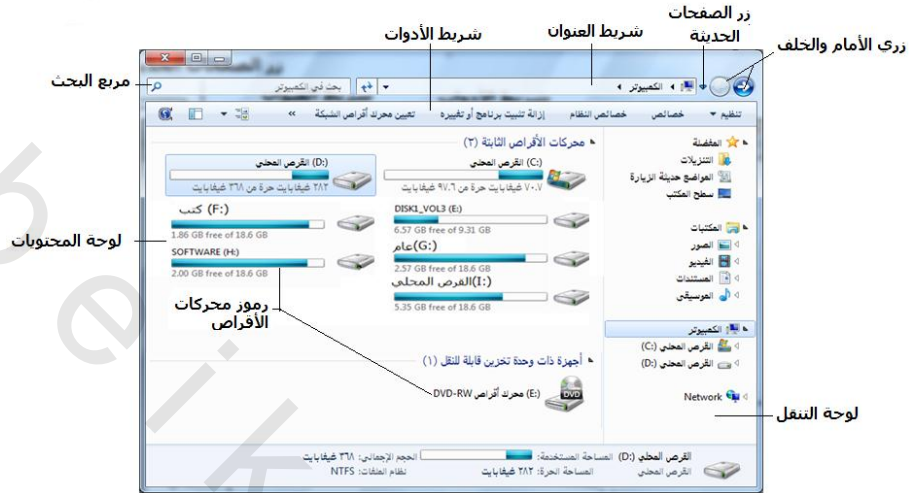 زر الصفحات
الحديثة
زري الأمام والخلف
شريط العنوان
شريط الأدوات
مربع البحث
الكمبيوتر
بحث في الكمبيوتر
تنظيم
خصائص
خصائص النظام
إزالة تثبيت برنامج أو تغييره
تعيين محرك أقراص الشبكة
»
المفضلة
التنزيلات
المواضع حديثة الزيارة
سطح المكتب
المكتبات
الصور
الفيديو
المستندات
الموسيقى
الكمبيوتر
القرص المحلي (C:)
القرص المحلي (D:)
Network
محركات الأقراص الثابتة (٢)
القرص المحلي (C:)
٧٠.٧ غيغابايت حرة من ٩٧.٦ غيغابايت
القرص المحلي (D:)
٢٨٢ غيغابايت حرة من ٣٦٨ غيغابايت
DISK1_VOL3 (E:)
6.57 GB free of 9.31 GB
كتب (F:)
1.86 GB free of 18.6 GB
عام(G:)
2.57 GB free of 18.6 GB
SOFTWARE (H:)
2.00 GB free of 18.6 GB
القرص المحلي(I:)
5.35 GB free of 18.6 GB
لوحة المحتويات
رموز محركات
الأقراص
أجهزة ذات وحدة تخزين قابلة للنقل (١)
محرك أقراص DVD-RW (E:)
DVD
لوحة التنقل
القرص المحلي (D:) المساحة المستخدمة: الحجم الإجمالي: ٣٦٨ غيغابايت
القرص المحلي المساحة الحرة: ٢٨٢ غيغابايت نظام الملفات: NTFS
b e i k